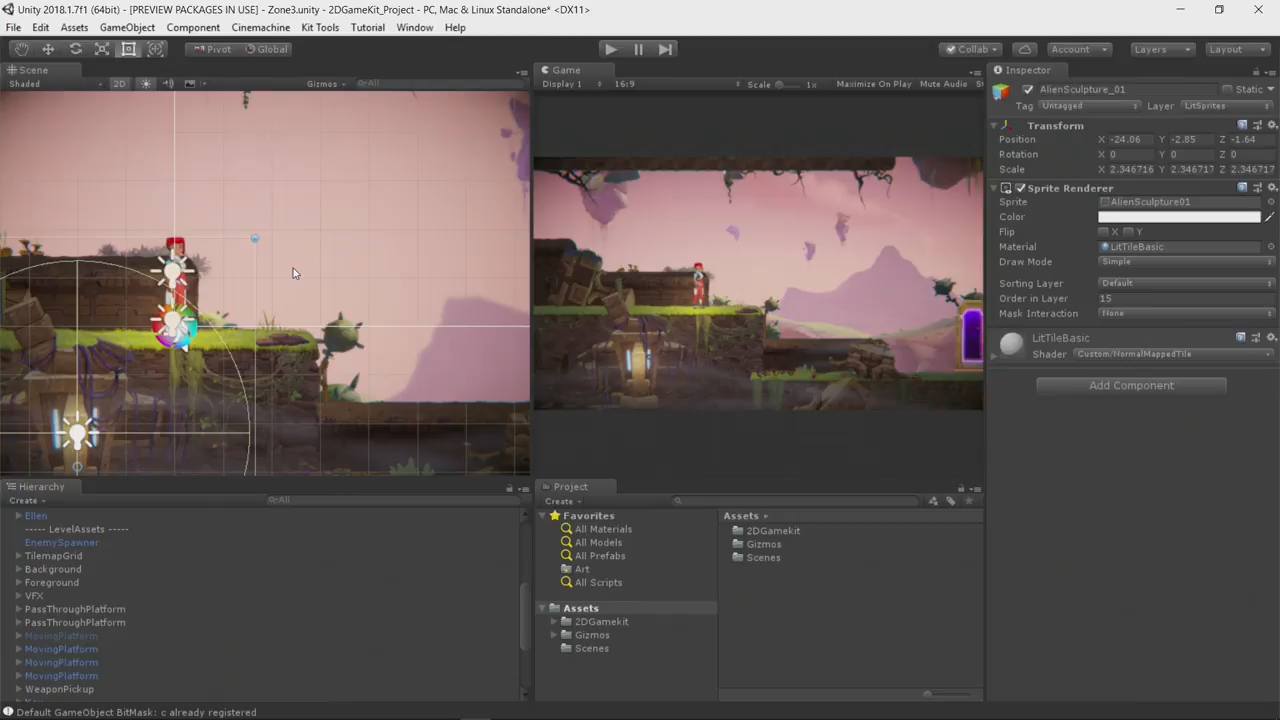 Unity 2018.1.7f1 (64bit) - [PREVIEW PACKAGES IN USE] - Zone3.unity - 2DGameKit_Project - PC, Mac & Linux Standalone* <DX11>
File Edit Assets GameObject Component Cinemachine Kit Tools Tutorial Window Help
Pivot Global Collab Account Layers Layout
Scene
Shaded 2D Gizmos All
Game
Display 1 16:9 Scale 1x Maximize On Play Mute Audio
Inspector
AlienSculpture_01 Static
Tag Untagged Layer LitSprites
Transform
Position X -24.06 Y -2.85 Z -1.64
Rotation X 0 Y 0 Z 0
Scale X 2.346716 Y 2.346717 Z 2.346717
Sprite Renderer
Sprite AlienSculpture01
Color
Flip X Y
Material LitTileBasic
Draw Mode Simple
Sorting Layer Default
Order in Layer 15
Mask Interaction None
LitTileBasic
Shader Custom/NormalMappedTile
Add Component
Hierarchy
Create All
Ellen
----- LevelAssets -----
EnemySpawner
TilemapGrid
Background
Foreground
VFX
PassThroughPlatform
PassThroughPlatform
MovingPlatform
MovingPlatform
MovingPlatform
MovingPlatform
WeaponPickup
Project
Create
Favorites
All Materials
All Models
All Prefabs
Art
All Scripts
Assets
2DGamekit
Gizmos
Scenes
Assets
2DGamekit
Gizmos
Scenes
Default GameObject BitMask: c already registered